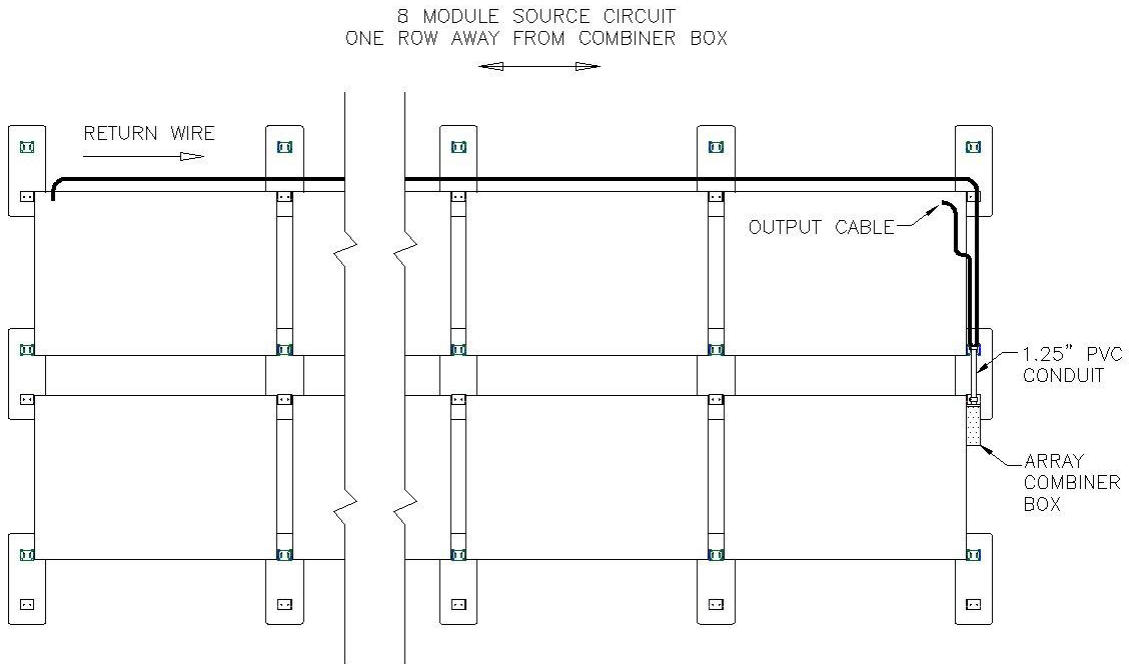 8 MODULE SOURCE CIRCUIT
ONE ROW AWAY FROM COMBINER BOX
RETURN WIRE
OUTPUT CABLE
1.25" PVC
CONDUIT
ARRAY
COMBINER
BOX